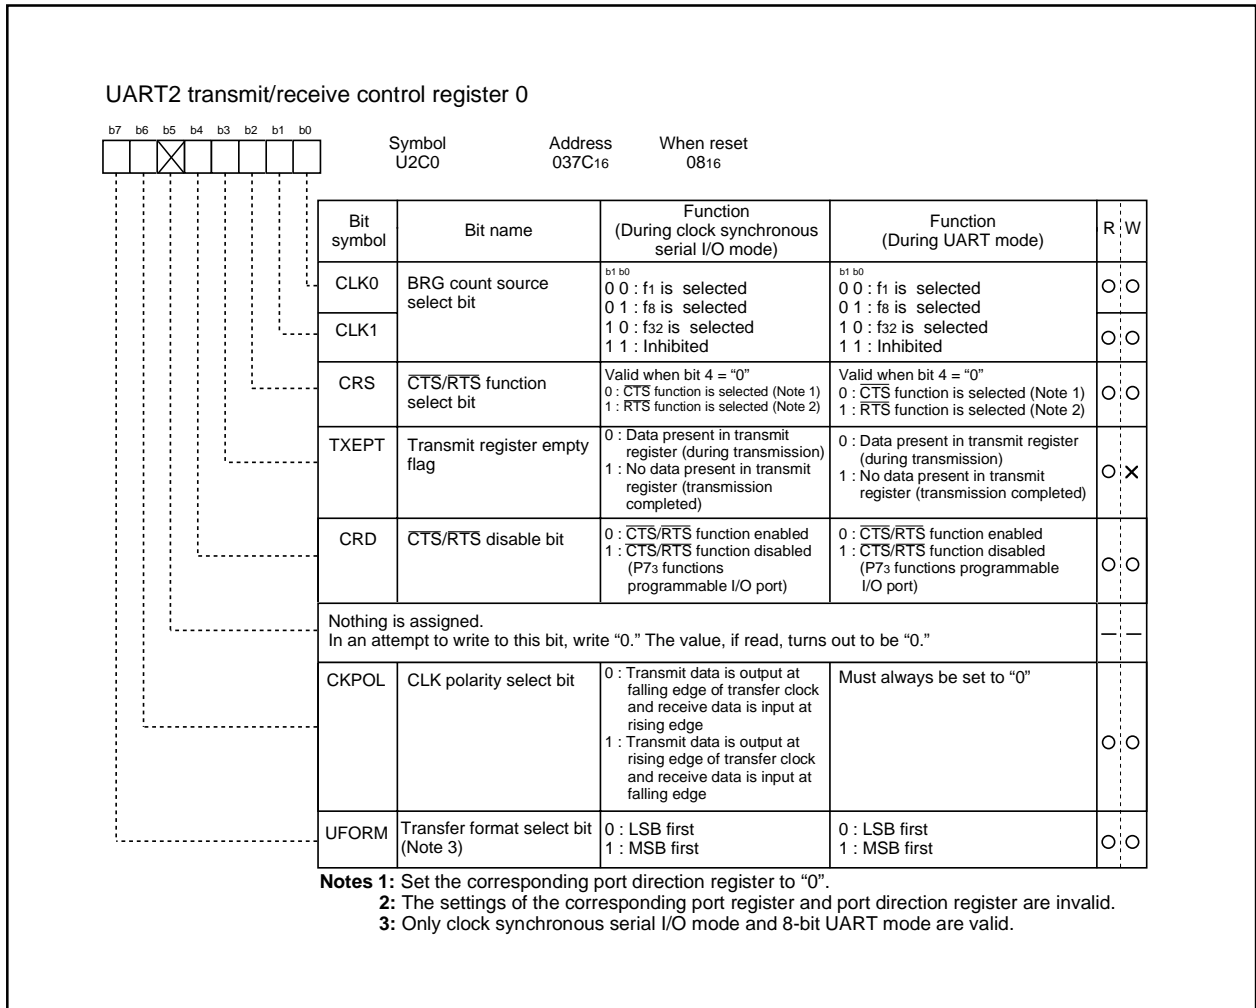 UART2 transmit/receive control register 0
b7 b6 b5 b4 b3 b2 b1 b0
Symbol Address When reset
U2C0 037C16 0816
Bit symbol
Bit name
Function
(During clock synchronous
serial I/O mode)
Function
(During UART mode)
R W
CLK0
CLK1
BRG count source
select bit
b1 b0
0 0 : f1 is selected
0 1 : f8 is selected
1 0 : f32 is selected
1 1 : Inhibited
b1 b0
0 0 : f1 is selected
0 1 : f8 is selected
1 0 : f32 is selected
1 1 : Inhibited
CRS
CTS/RTS function
select bit
Valid when bit 4 = “0”
0 : CTS function is selected (Note 1)
1 : RTS function is selected (Note 2)
Valid when bit 4 = “0”
0 : CTS function is selected (Note 1)
1 : RTS function is selected (Note 2)
TXEPT
Transmit register empty
flag
0 : Data present in transmit
register (during transmission)
1 : No data present in transmit
register (transmission
completed)
0 : Data present in transmit register
(during transmission)
1 : No data present in transmit
register (transmission completed)
CRD
CTS/RTS disable bit
0 : CTS/RTS function enabled
1 : CTS/RTS function disabled
(P73 functions
programmable I/O port)
0 : CTS/RTS function enabled
1 : CTS/RTS function disabled
(P73 functions programmable
I/O port)
Nothing is assigned.
In an attempt to write to this bit, write “0.” The value, if read, turns out to be “0.”
CKPOL
CLK polarity select bit
0 : Transmit data is output at
falling edge of transfer clock
and receive data is input at
rising edge
1 : Transmit data is output at
rising edge of transfer clock
and receive data is input at
falling edge
Must always be set to “0”
UFORM
Transfer format select bit
(Note 3)
0 : LSB first
1 : MSB first
0 : LSB first
1 : MSB first
Notes 1: Set the corresponding port direction register to “0”.
2: The settings of the corresponding port register and port direction register are invalid.
3: Only clock synchronous serial I/O mode and 8-bit UART mode are valid.